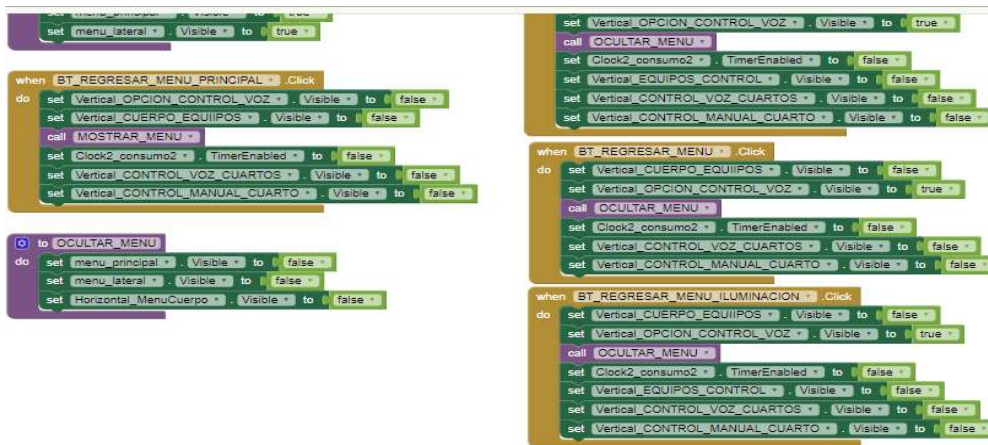 set menu_principal . Visible to true
set menu_lateral . Visible to true
when BT_REGRESAR_MENU_PRINCIPAL .Click
do set Vertical_OPCION_CONTROL_VOZ . Visible to false
set Vertical_CUERPO_EQUIIPOS . Visible to false
call MOSTRAR_MENU
set Clock2_consumo2 . TimerEnabled to false
set Vertical_CONTROL_VOZ_CUARTOS . Visible to false
set Vertical_CONTROL_MANUAL_CUARTO . Visible to false
to OCULTAR_MENU
do set menu_principal . Visible to false
set menu_lateral . Visible to false
set Horizontal_MenuCuerpo . Visible to false
set Vertical_OPCION_CONTROL_VOZ . Visible to true
call OCULTAR_MENU
set Clock2_consumo2 . TimerEnabled to false
set Vertical_EQUIPOS_CONTROL . Visible to false
set Vertical_CONTROL_VOZ_CUARTOS . Visible to false
set Vertical_CONTROL_MANUAL_CUARTO . Visible to false
when BT_REGRESAR_MENU .Click
do set Vertical_CUERPO_EQUIIPOS . Visible to false
set Vertical_OPCION_CONTROL_VOZ . Visible to true
call OCULTAR_MENU
set Clock2_consumo2 . TimerEnabled to false
set Vertical_CONTROL_VOZ_CUARTOS . Visible to false
set Vertical_CONTROL_MANUAL_CUARTO . Visible to false
when BT_REGRESAR_MENU_ILUMINACION .Click
do set Vertical_CUERPO_EQUIIPOS . Visible to false
set Vertical_OPCION_CONTROL_VOZ . Visible to true
call OCULTAR_MENU
set Clock2_consumo2 . TimerEnabled to false
set Vertical_EQUIPOS_CONTROL . Visible to false
set Vertical_CONTROL_VOZ_CUARTOS . Visible to false
set Vertical_CONTROL_MANUAL_CUARTO . Visible to false